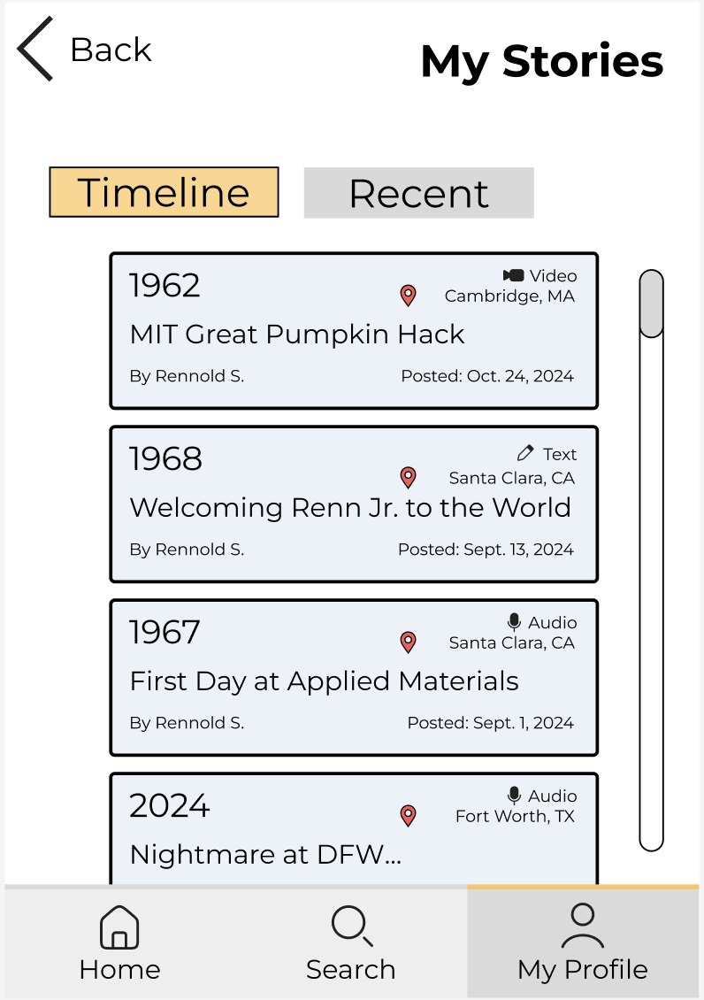 Back
My Stories
Timeline
Recent
1962
Video
Cambridge, MA
MIT Great Pumpkin Hack
By Rennold S.
Posted: Oct. 24, 2024
1968
Text
Santa Clara, CA
Welcoming Renn Jr. to the World
By Rennold S.
Posted: Sept. 13, 2024
1967
Audio
Santa Clara, CA
First Day at Applied Materials
By Rennold S.
Posted: Sept. 1, 2024
2024
Audio
Fort Worth, TX
Nightmare at DFW...
Home
Search
My Profile